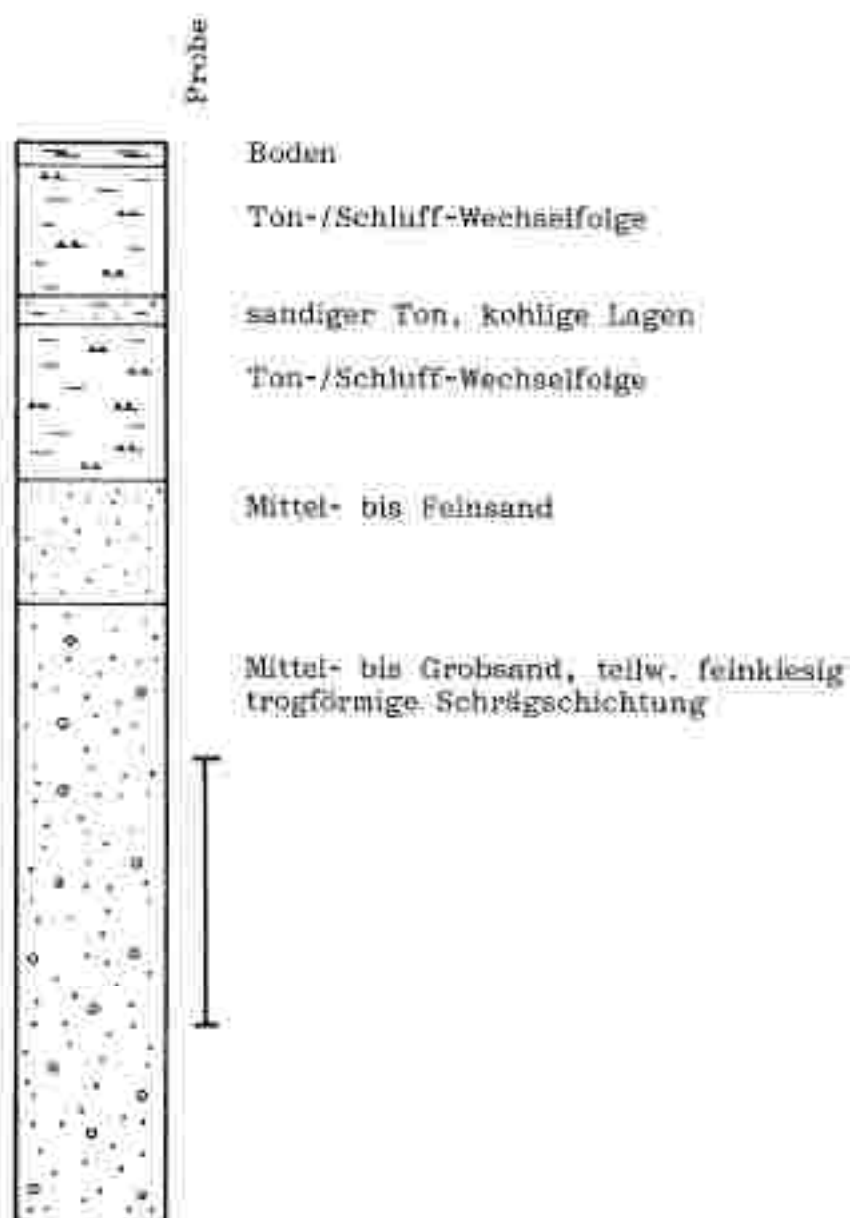 Probe
Boden
Ton-/Schluff-Wechselfolge
sandiger Ton, kohlige Lagen
Ton-/Schluff-Wechselfolge
Mittel- bis Feinsand
Mittel- bis Grobsand, teilw. feinkiesig
trogförmige Schrägschichtung